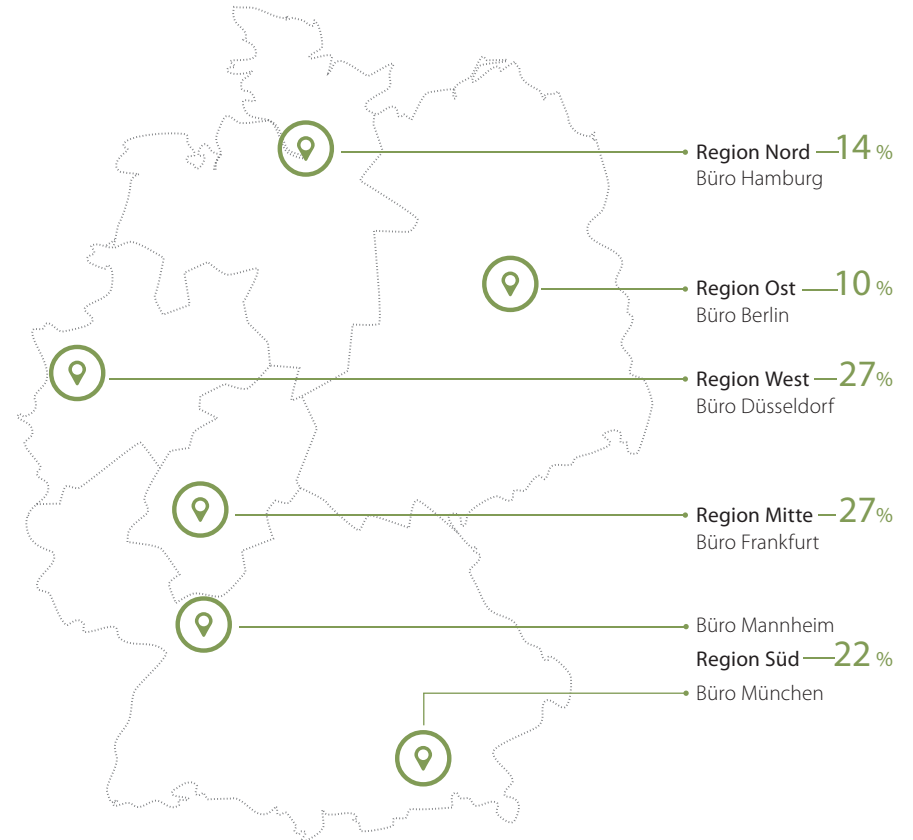 Region Nord 14 %
Büro Hamburg
Region Ost 10 %
Büro Berlin
Region West 27 %
Büro Düsseldorf
Region Mitte 27 %
Büro Frankfurt
Büro Mannheim
Region Süd 22 %
Büro München